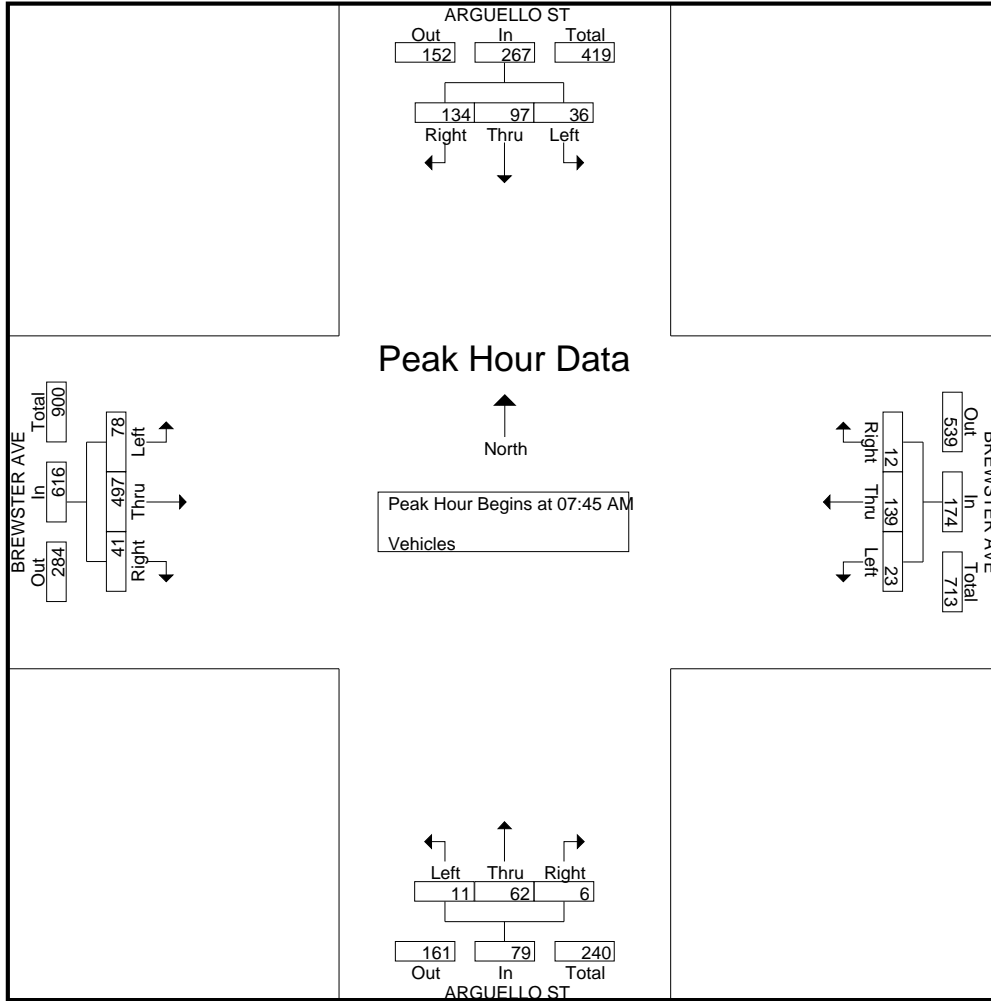 ARGUELLO ST
Out In Total
152 267 419
134 97 36
Right Thru Left
Peak Hour Data
North
Peak Hour Begins at 07:45 AM
Vehicles
BREWSTER AVE
Total In Out
900 616 284
78 497 41
Left Thru Right
Right Thru Left
12 139 23
Out In Total
539 174 713
BREWSTER AVE
Left Thru Right
11 62 6
161 79 240
Out In Total
ARGUELLO ST